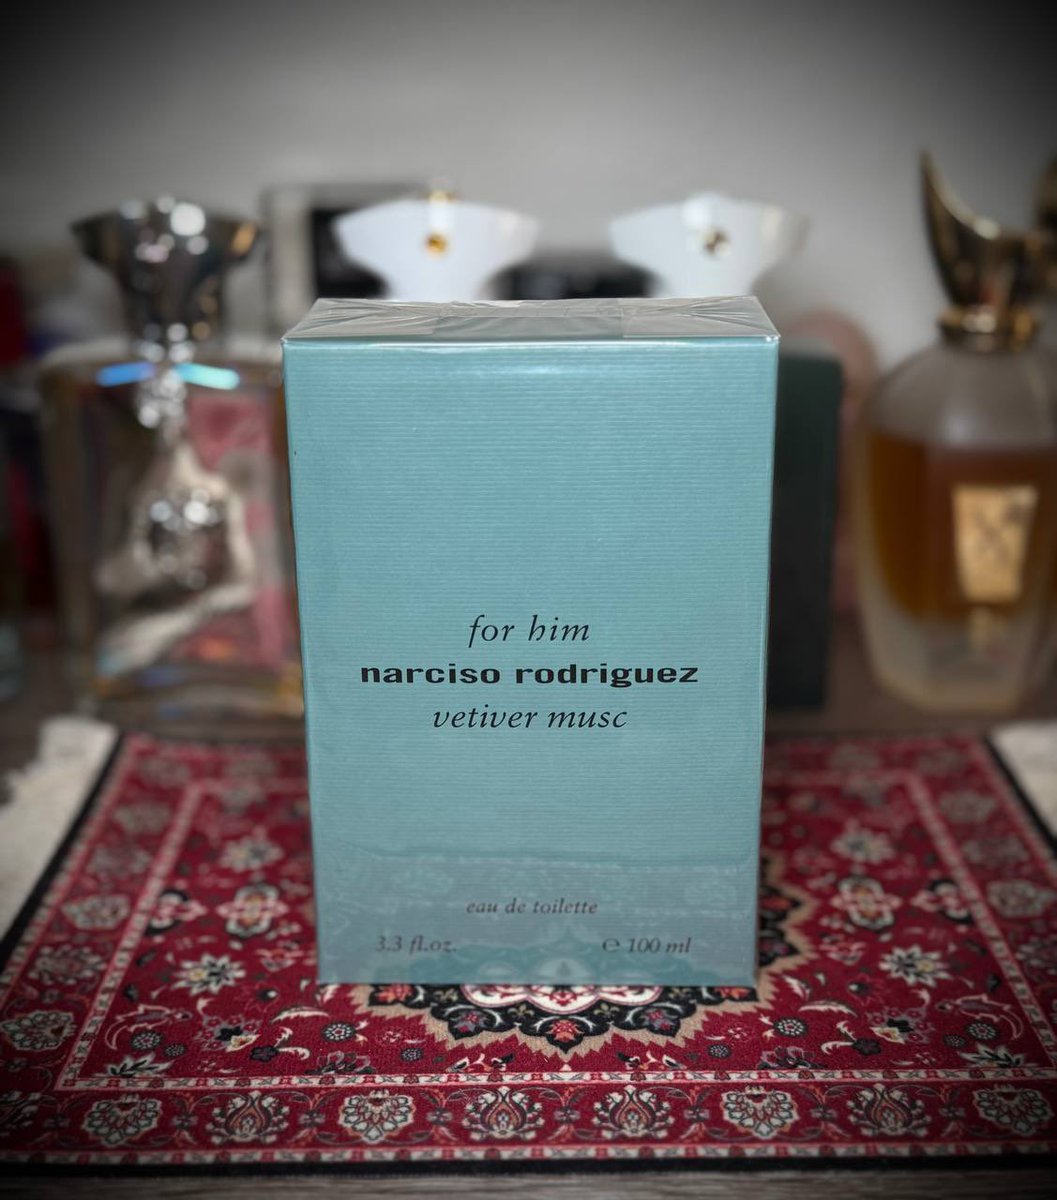 for him
narciso rodriguez
vetiver musc
eau de toilette
3.3 fl.oz. ℮ 100 ml